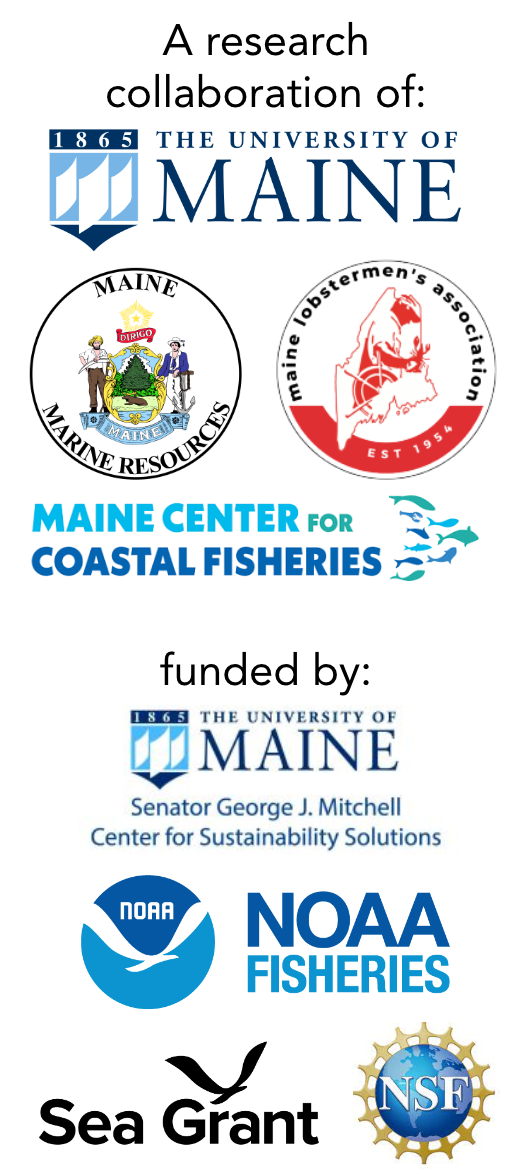 A research
collaboration of:
1865 THE UNIVERSITY OF
MAINE
MAINE
DIRIGO
MAINE
MARINE RESOURCES
maine lobstermen's association
EST 1954
MAINE CENTER FOR
COASTAL FISHERIES
funded by:
1865 THE UNIVERSITY OF
MAINE
Senator George J. Mitchell
Center for Sustainability Solutions
NOAA
NOAA
FISHERIES
Sea Grant
NSF